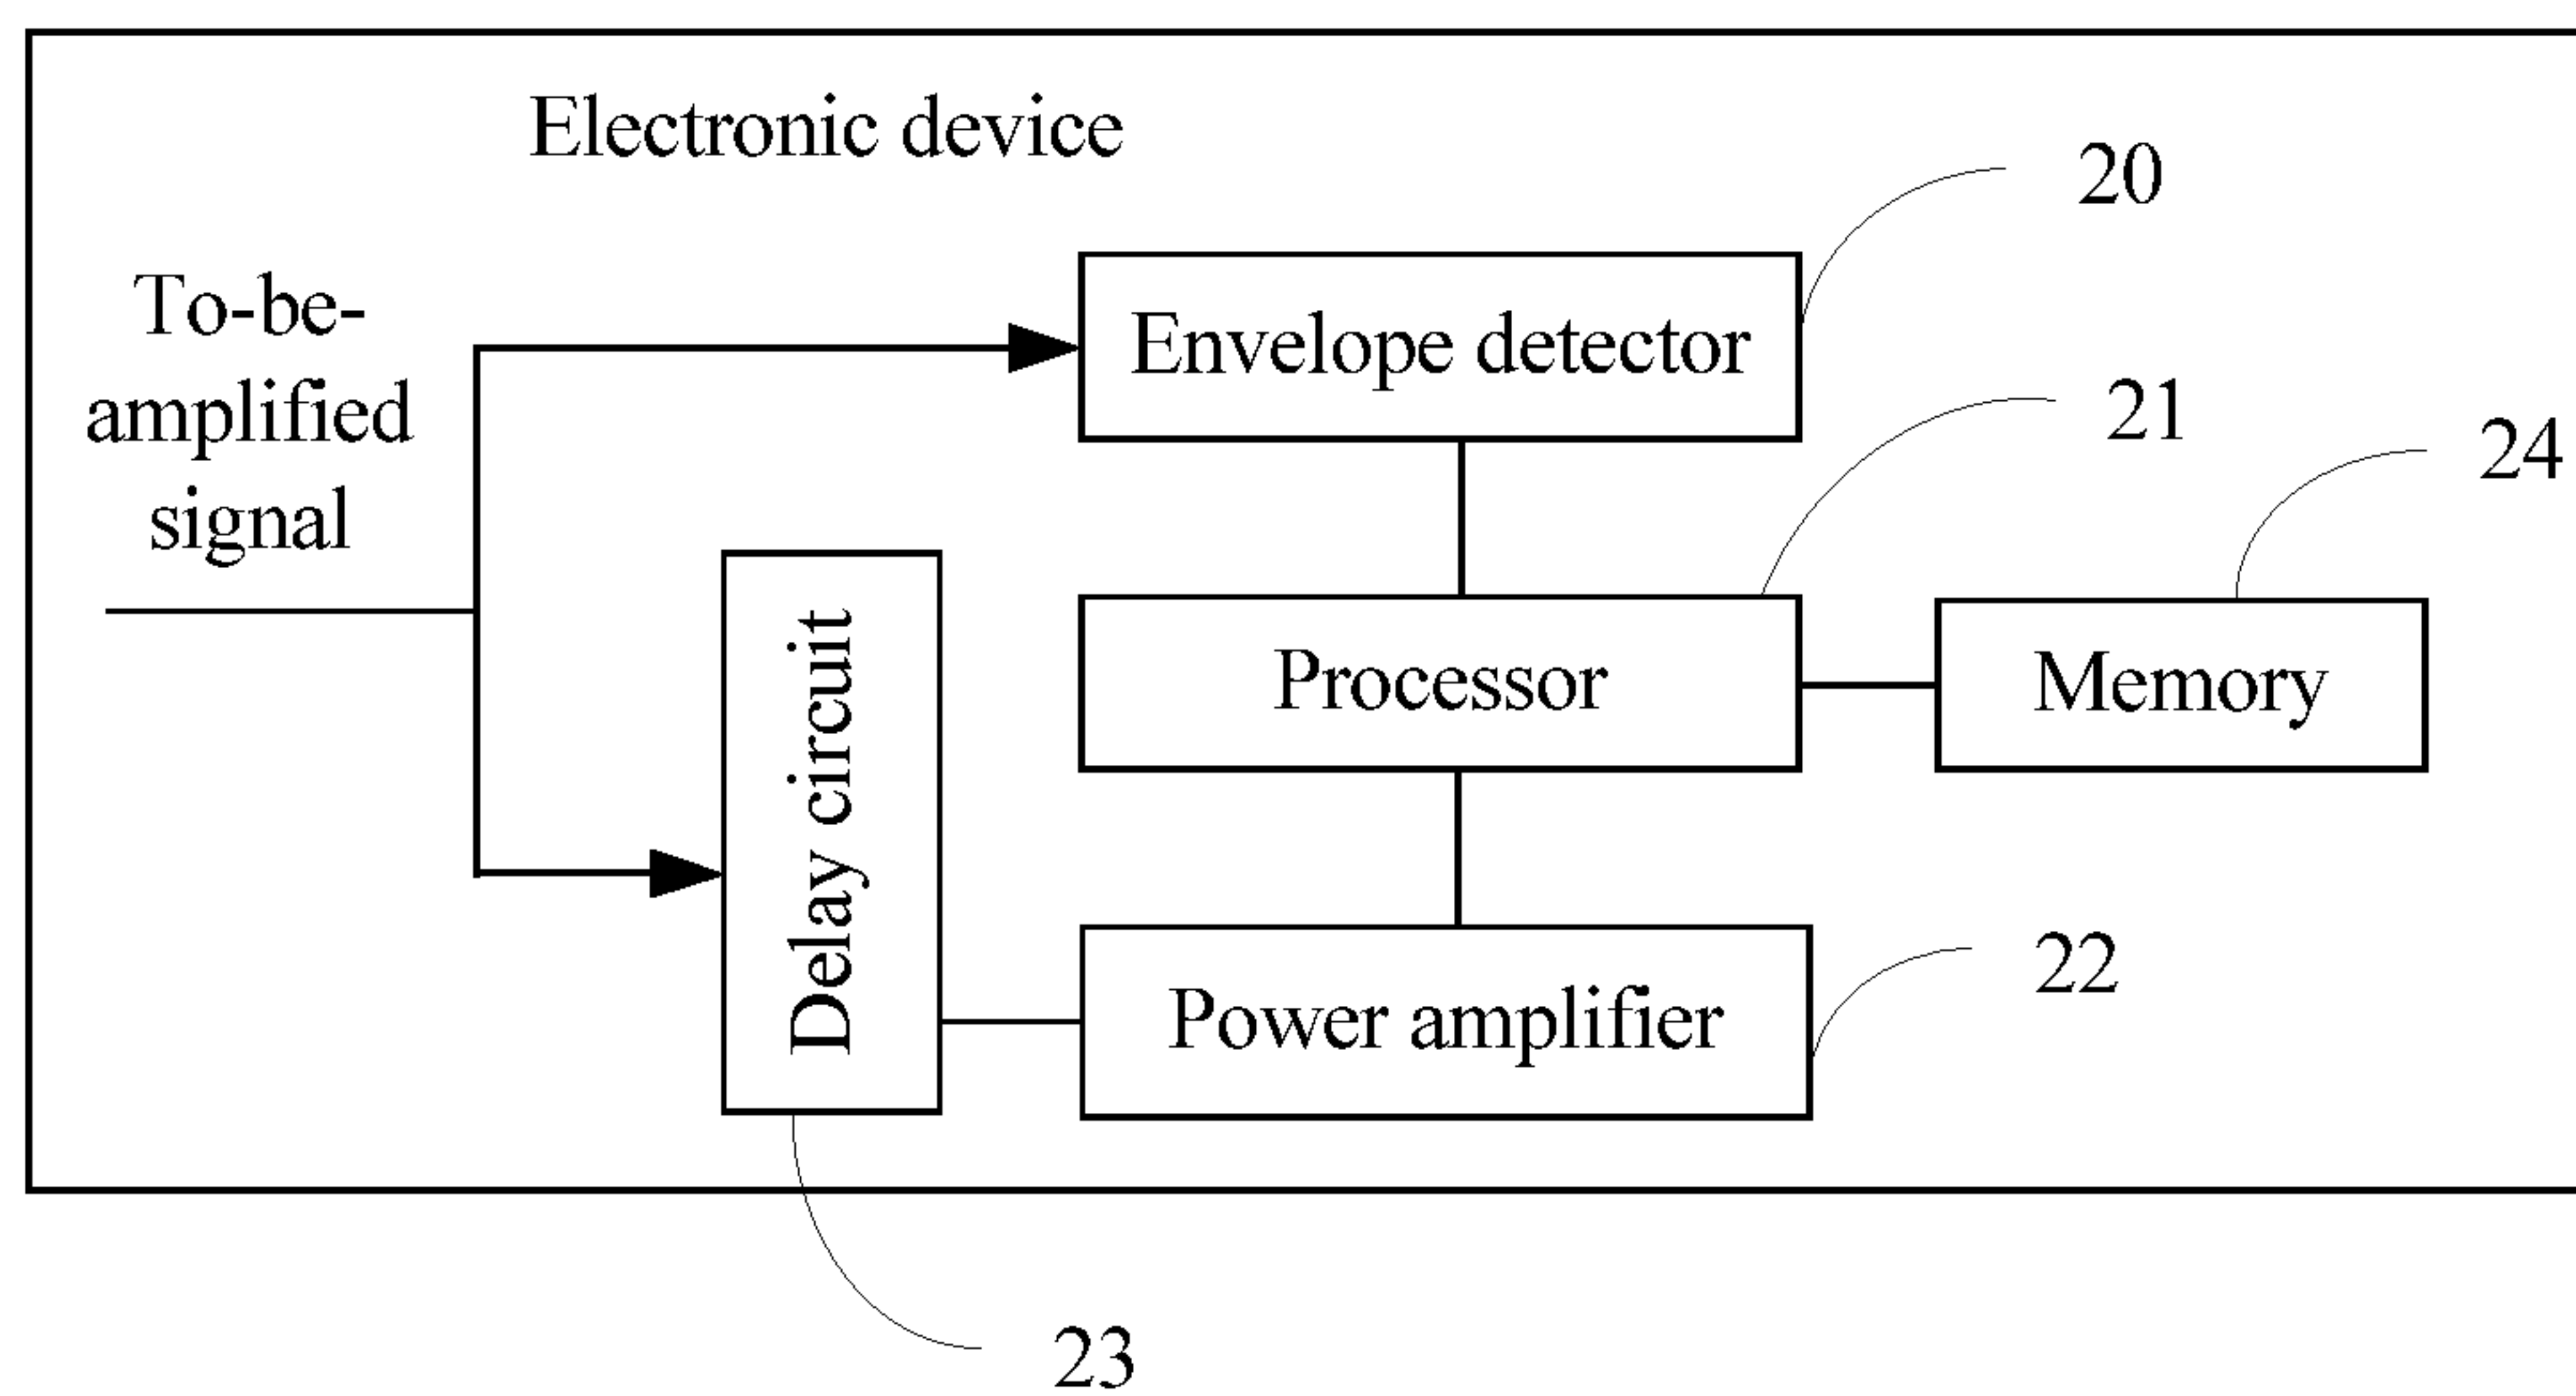 Electronic device
20
To-be-
amplified
signal
Envelope detector
21
24
Delay circuit
Processor
Memory
22
Power amplifier
23